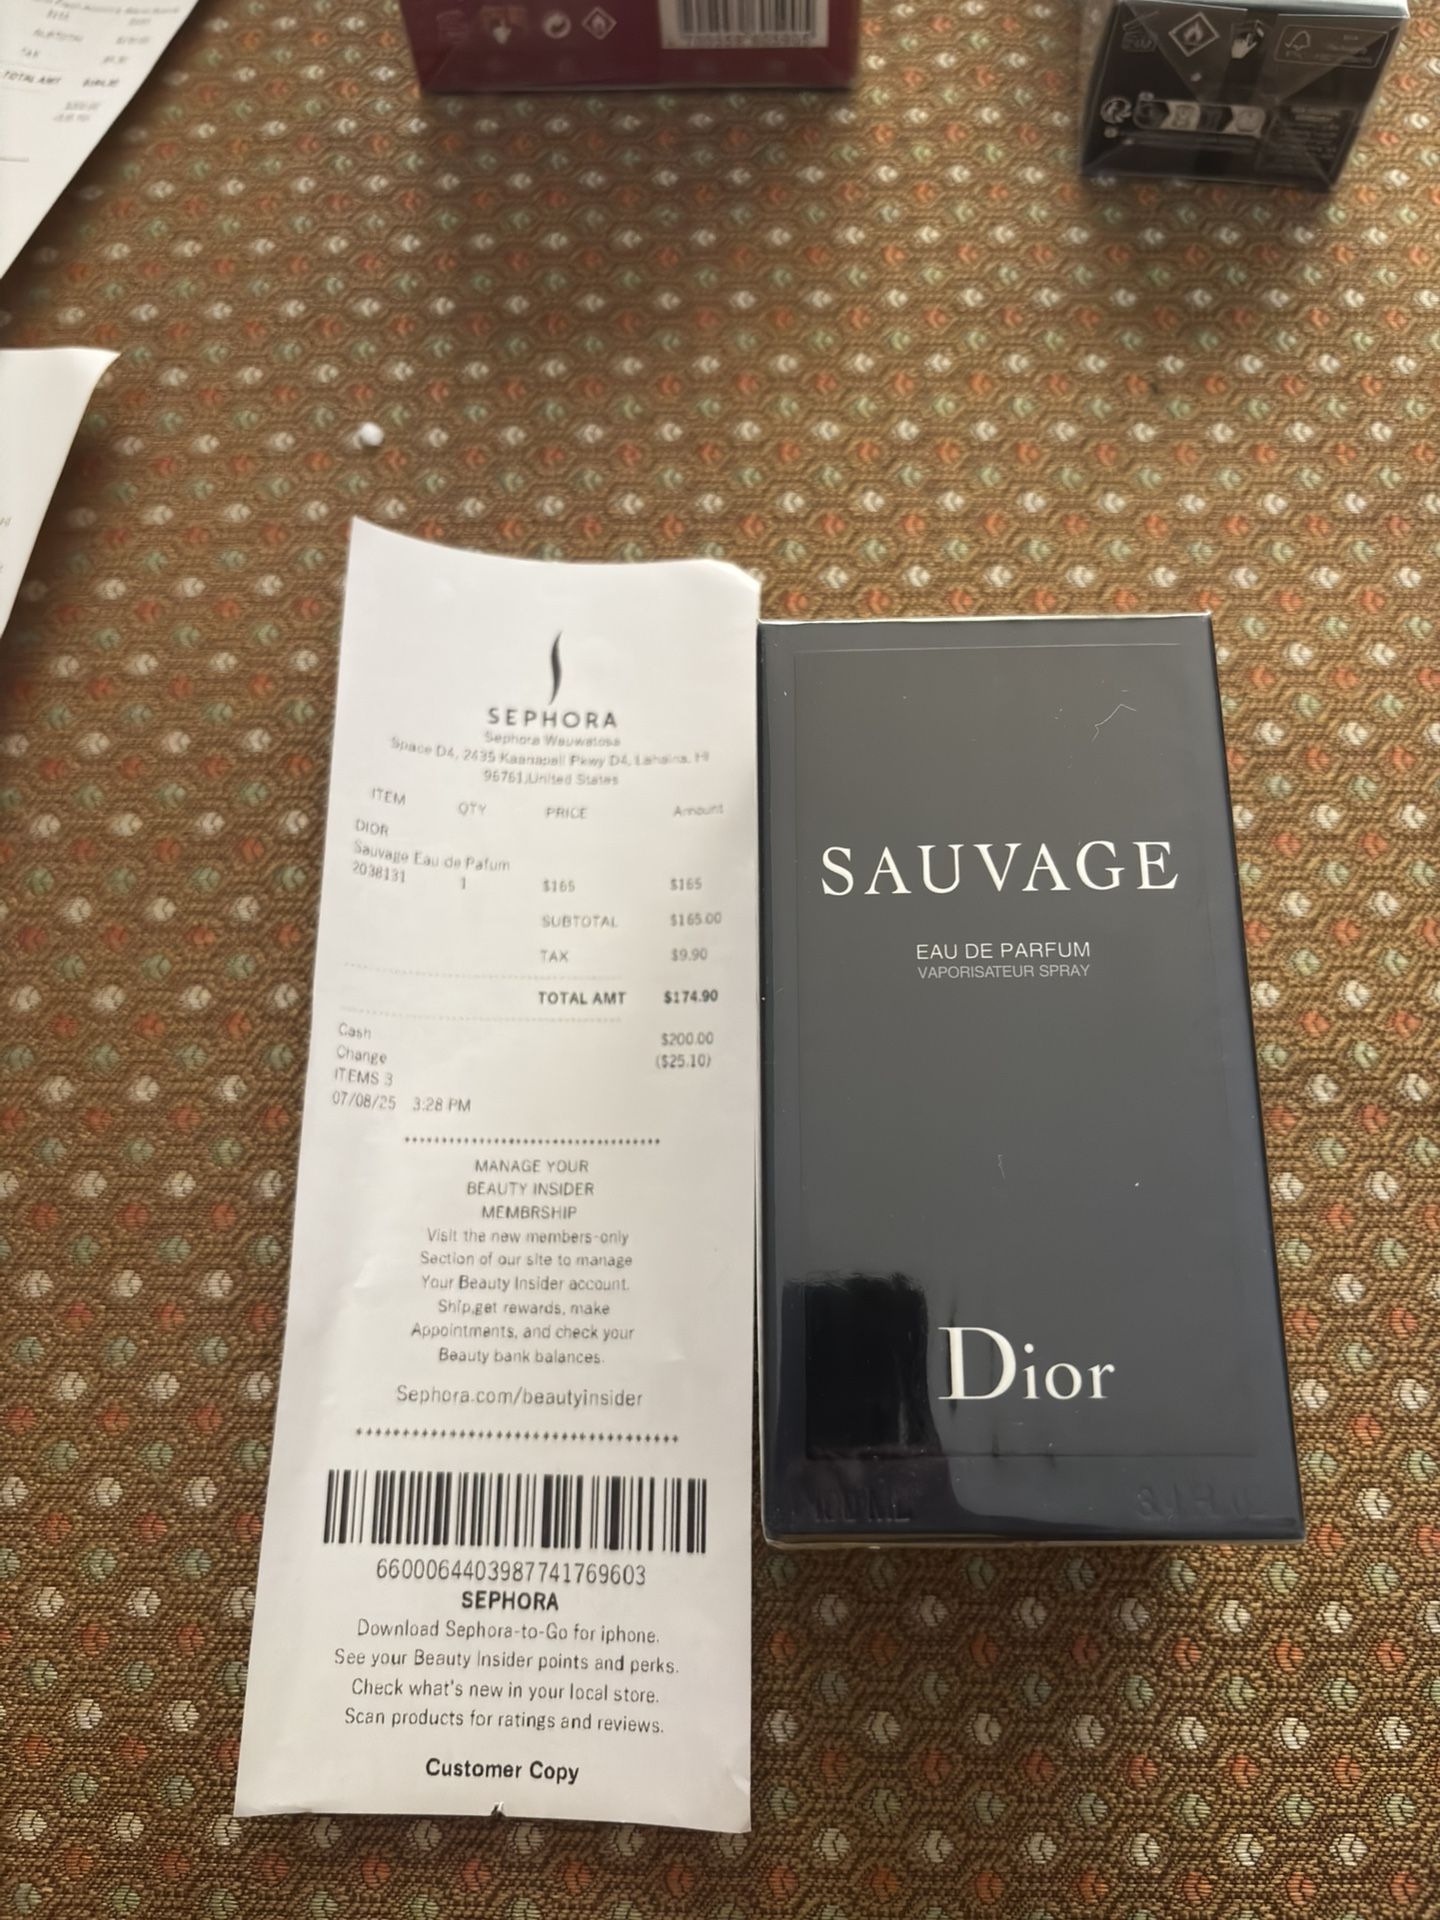 TOTAL AMT
SEPHORA
Sephora Wauwatosa
Space D4, 2435 Kaanapali Pkwy D4, Lahaina, HI
96761,United States
ITEM QTY PRICE Amount
DIOR
Sauvage Eau de Pafum
2038131 1 $165 $165
SUBTOTAL $165.00
TAX $9.90
TOTAL AMT $174.90
Cash $200.00
Change ($25.10)
ITEMS 3
07/08/25 3:28 PM
MANAGE YOUR
BEAUTY INSIDER
MEMBRSHIP
Visit the new members-only
Section of our site to manage
Your Beauty Insider account.
Ship,get rewards, make
Appointments, and check your
Beauty bank balances.
Sephora.com/beautyinsider
6600064403987741769603
SEPHORA
Download Sephora-to-Go for iphone.
See your Beauty Insider points and perks.
Check what's new in your local store.
Scan products for ratings and reviews.
Customer Copy
SAUVAGE
EAU DE PARFUM
VAPORISATEUR SPRAY
Dior